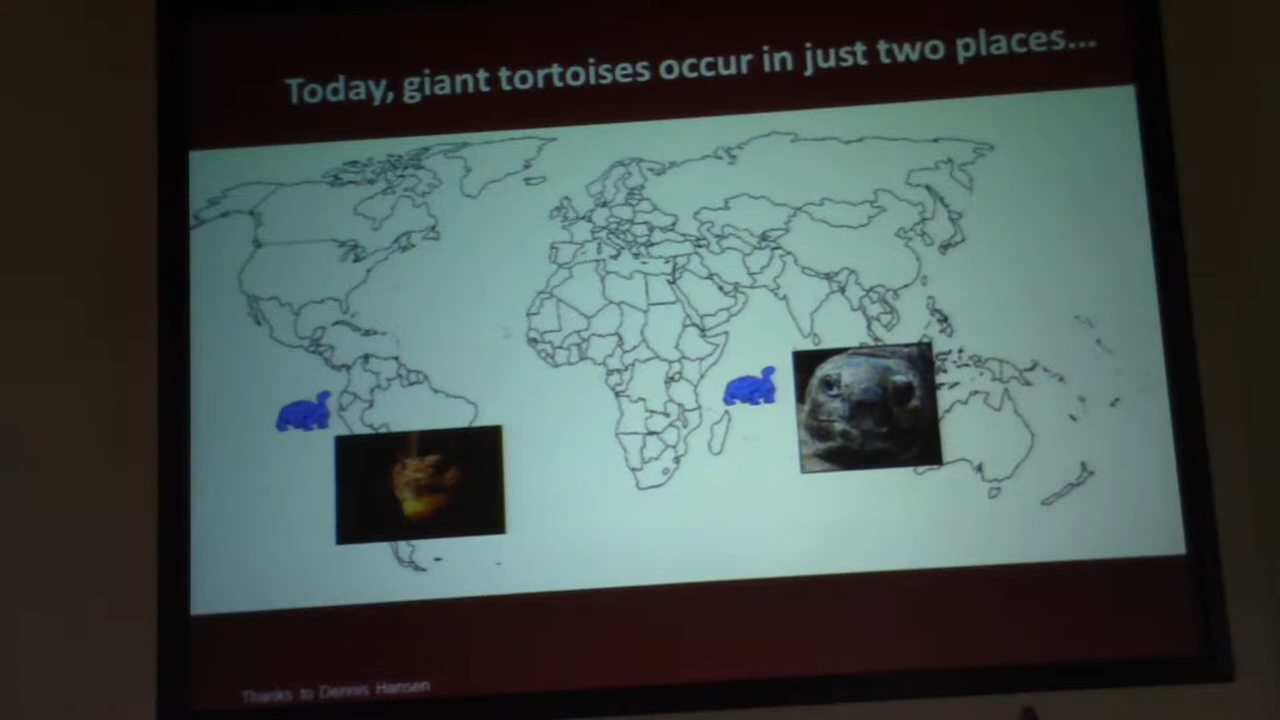 Today, giant tortoises occur in just two places...
Thanks to Dennis Hansen